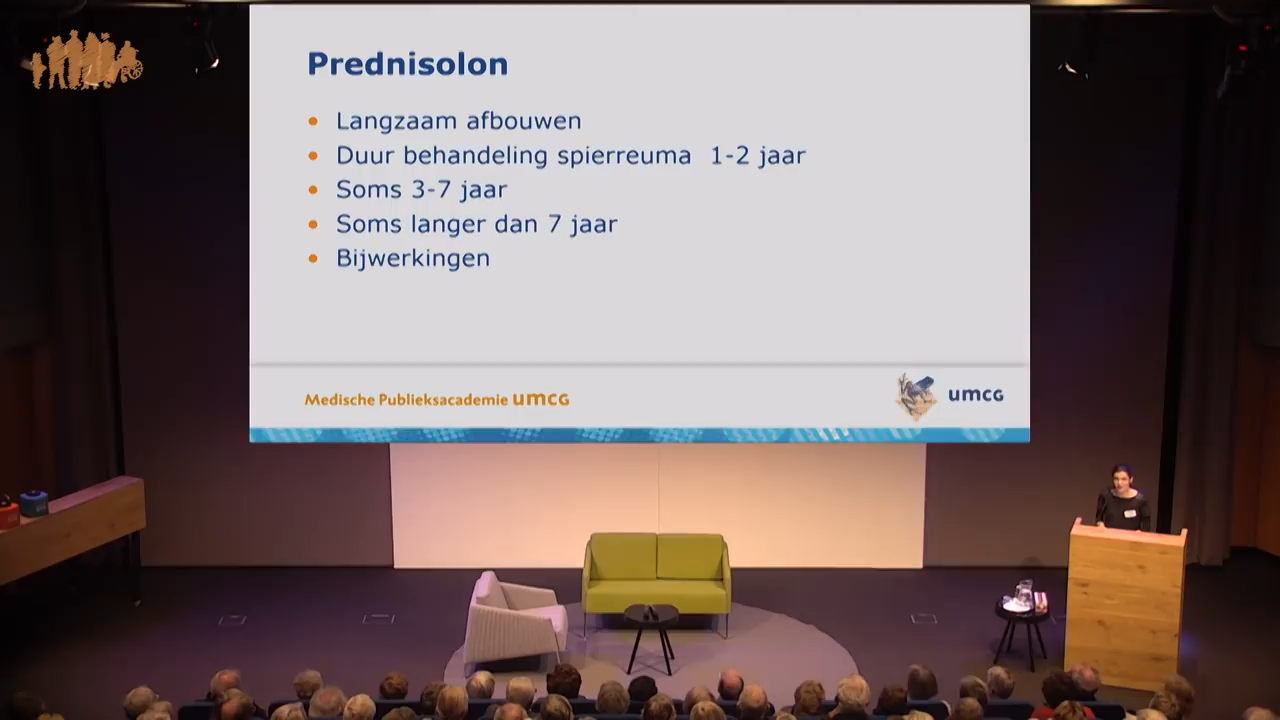 Prednisolon
Langzaam afbouwen
Duur behandeling spierreuma 1-2 jaar
Soms 3-7 jaar
Soms langer dan 7 jaar
Bijwerkingen
Medische Publieksacademie umcg
umcg